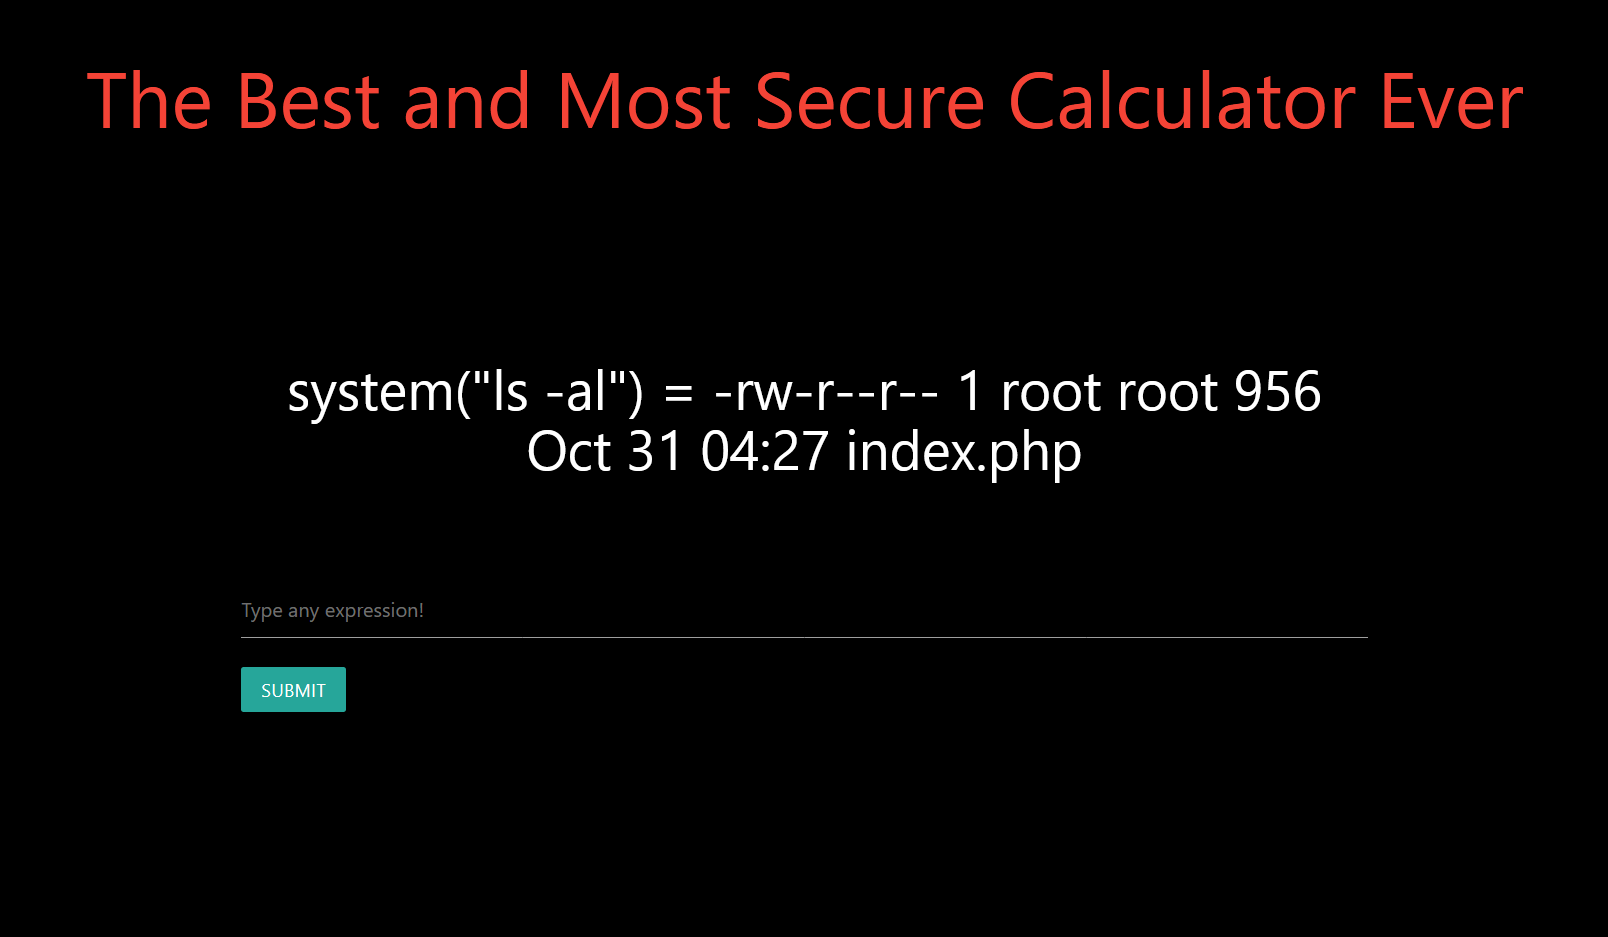 The Best and Most Secure Calculator Ever
system("ls -al") = -rw-r--r-- 1 root root 956
Oct 31 04:27 index.php
Type any expression!
SUBMIT